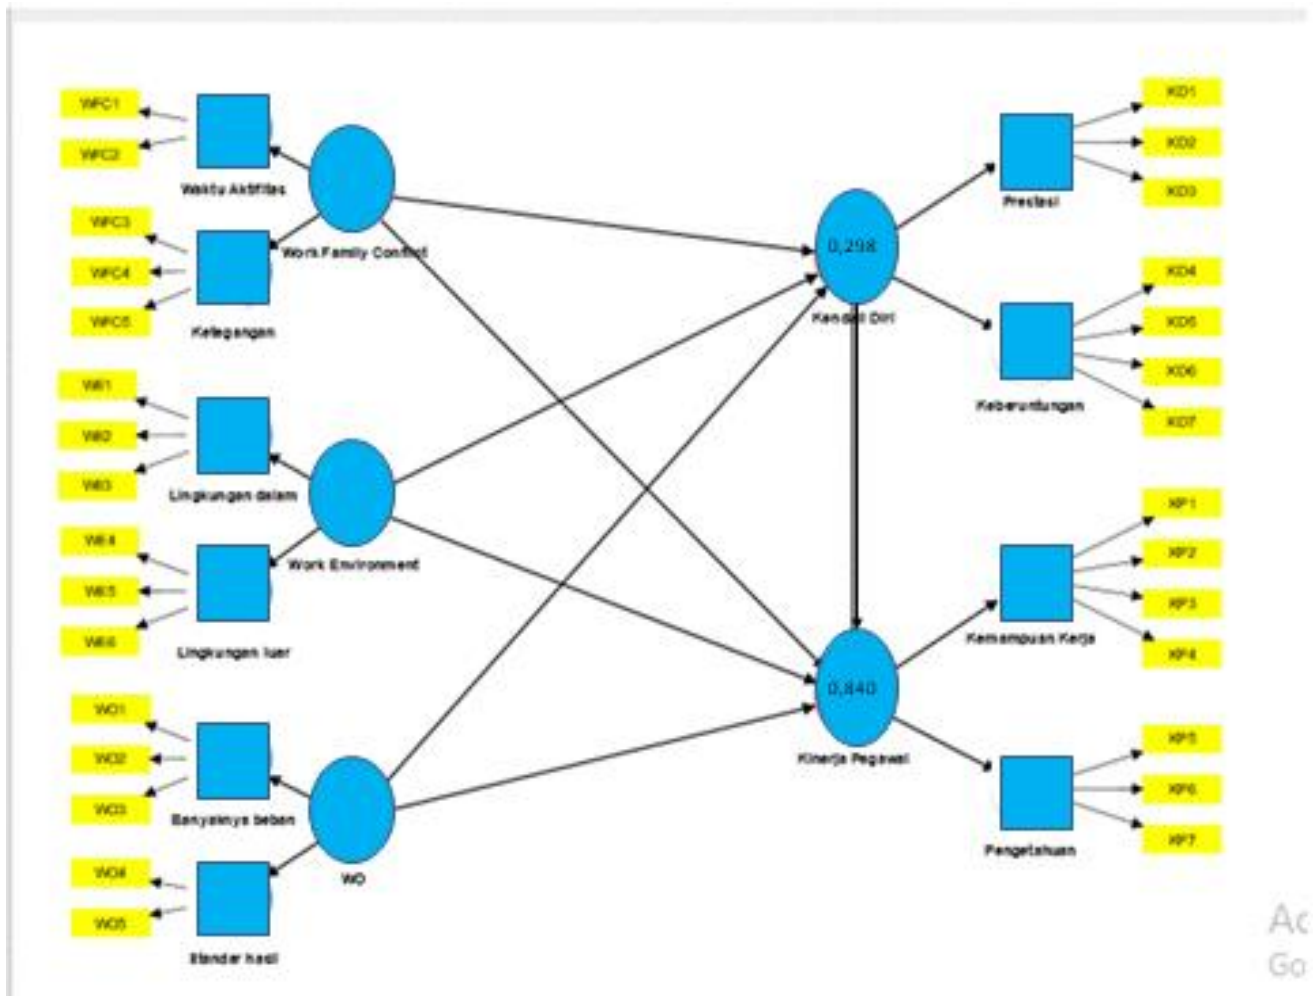 WFC1
WFC2
Waktu Aktifitas
Work Family Conflict
WFC3
WFC4
WFC5
Ketegangan
WE1
WE2
WE3
Lingkungan dalam
Work Environment
WE4
WE5
WE6
Lingkungan luar
WO1
WO2
WO3
Banyaknya beban
WO
WO4
WO5
Standar hasil
0,298
Kendali Diri
0,840
Kinerja Pegawai
KD1
KD2
KD3
Prestasi
KD4
KD5
KD6
KD7
Keberuntungan
KP1
KP2
KP3
KP4
Kemampuan Kerja
KP5
KP6
KP7
Pengetahuan
Ac
Go